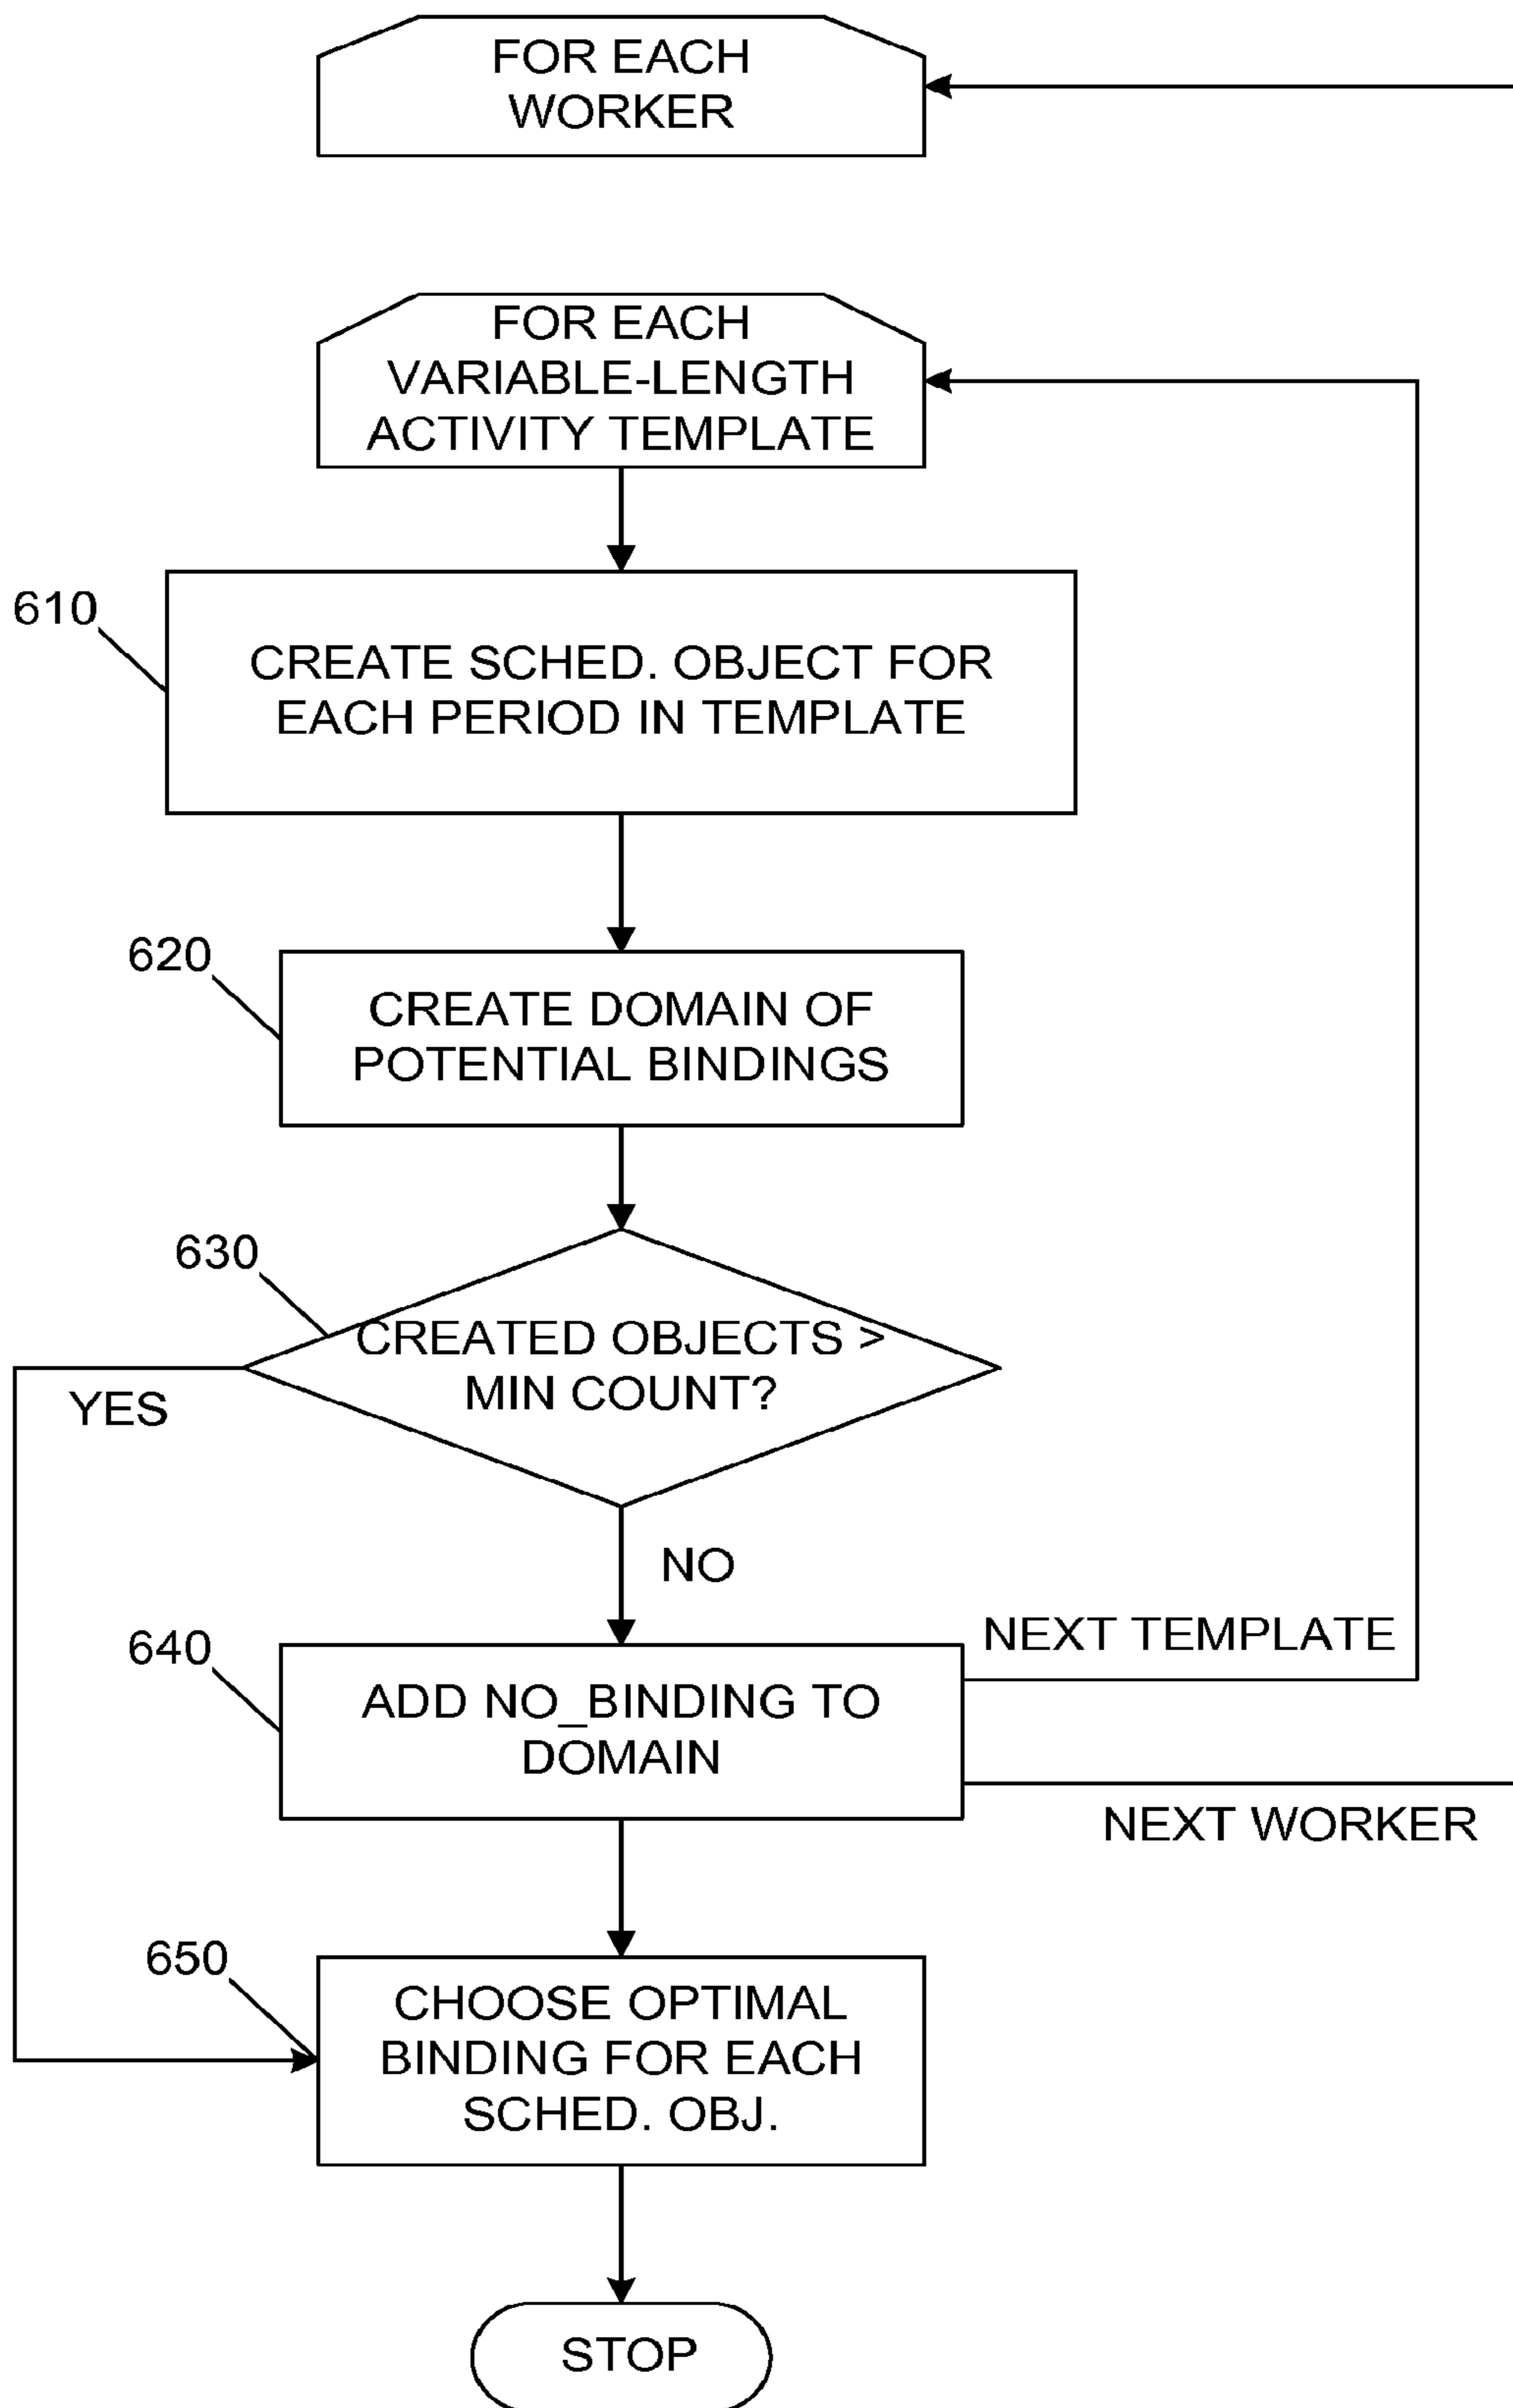 FOR EACH
WORKER
FOR EACH
VARIABLE-LENGTH
ACTIVITY TEMPLATE
610
CREATE SCHED. OBJECT FOR
EACH PERIOD IN TEMPLATE
620
CREATE DOMAIN OF
POTENTIAL BINDINGS
630
CREATED OBJECTS >
MIN COUNT?
YES
NO
NEXT TEMPLATE
640
ADD NO_BINDING TO
DOMAIN
NEXT WORKER
650
CHOOSE OPTIMAL
BINDING FOR EACH
SCHED. OBJ.
STOP